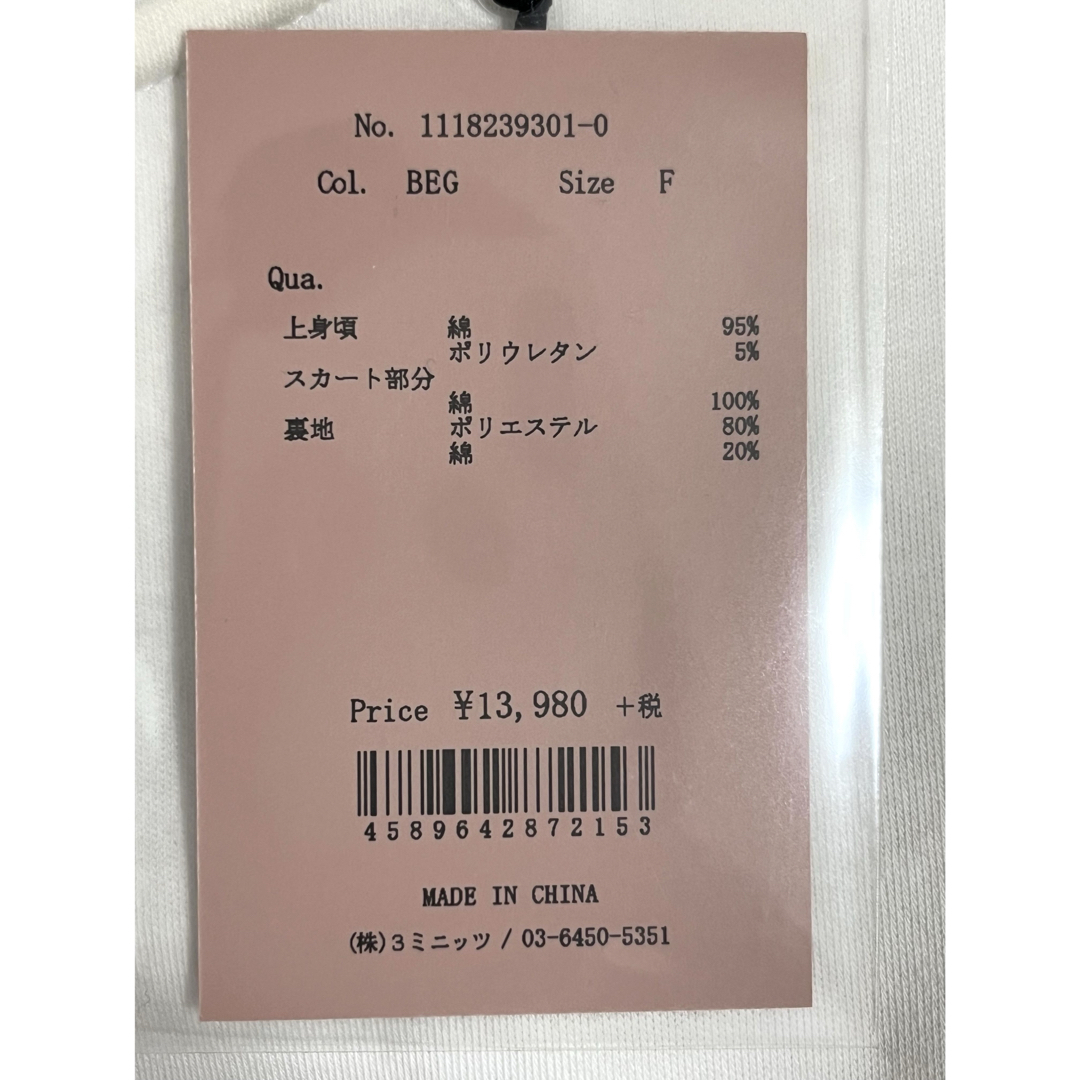 No. 1118239301-0
Col. BEG Size F
Qua.
上身頃 綿 95%
ポリウレタン 5%
スカート部分
綿 100%
裏地 ポリエステル 80%
綿 20%
Price ¥13,980 +税
4589642872153
MADE IN CHINA
(株)3ミニッツ / 03-6450-5351